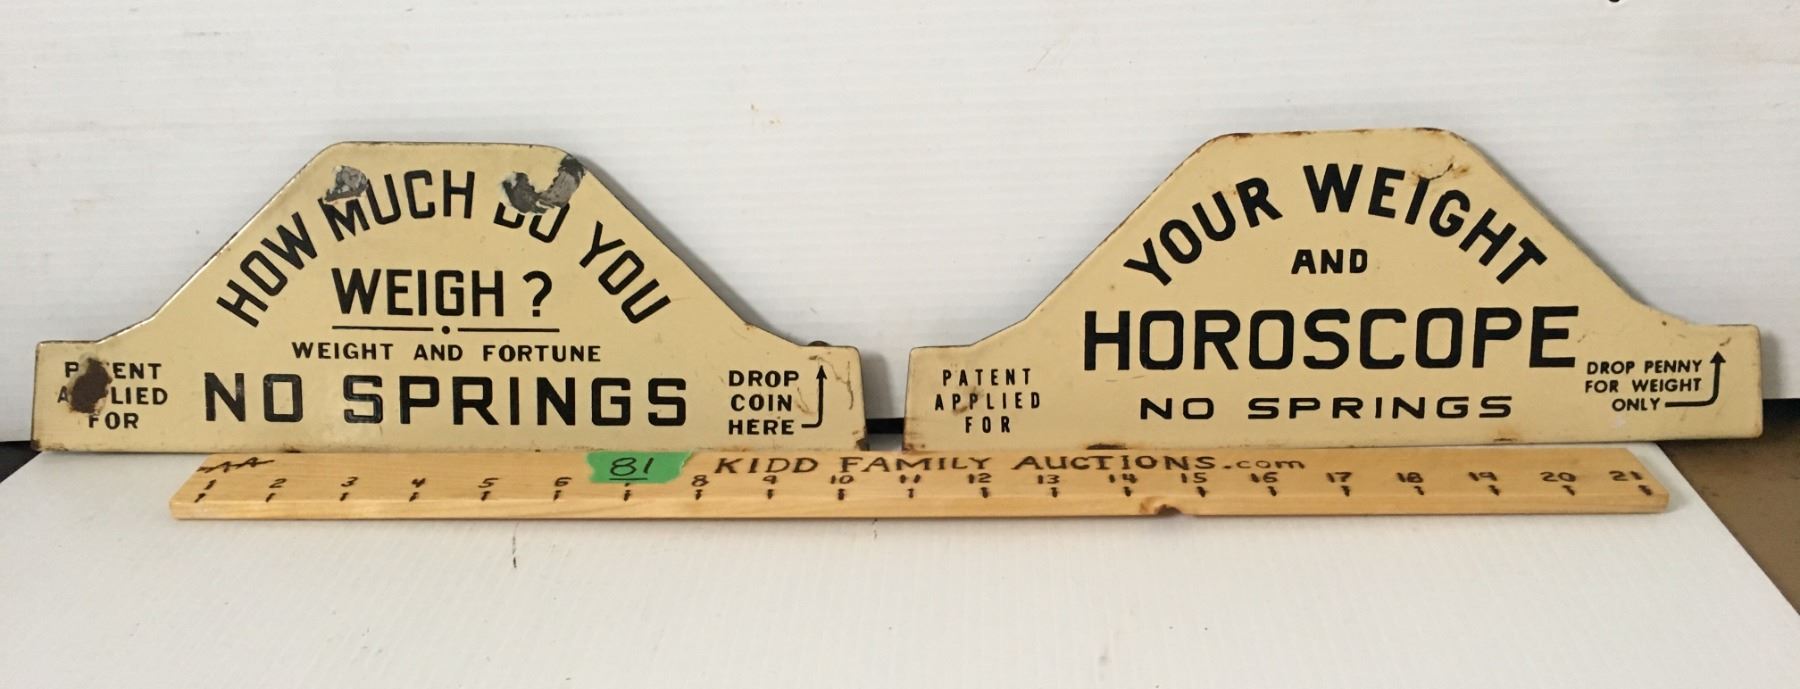 HOW MUCH DO YOU
WEIGH ?
WEIGHT AND FORTUNE
NO SPRINGS
PATENT
APPLIED
FOR
DROP
COIN
HERE
YOUR WEIGHT
AND
HOROSCOPE
NO SPRINGS
PATENT
APPLIED
FOR
DROP PENNY
FOR WEIGHT
ONLY
81 KIDD FAMILY AUCTIONS.com
1 2 3 4 5 6 8 9 10 11 12 13 14 15 16 17 18 19 20 21